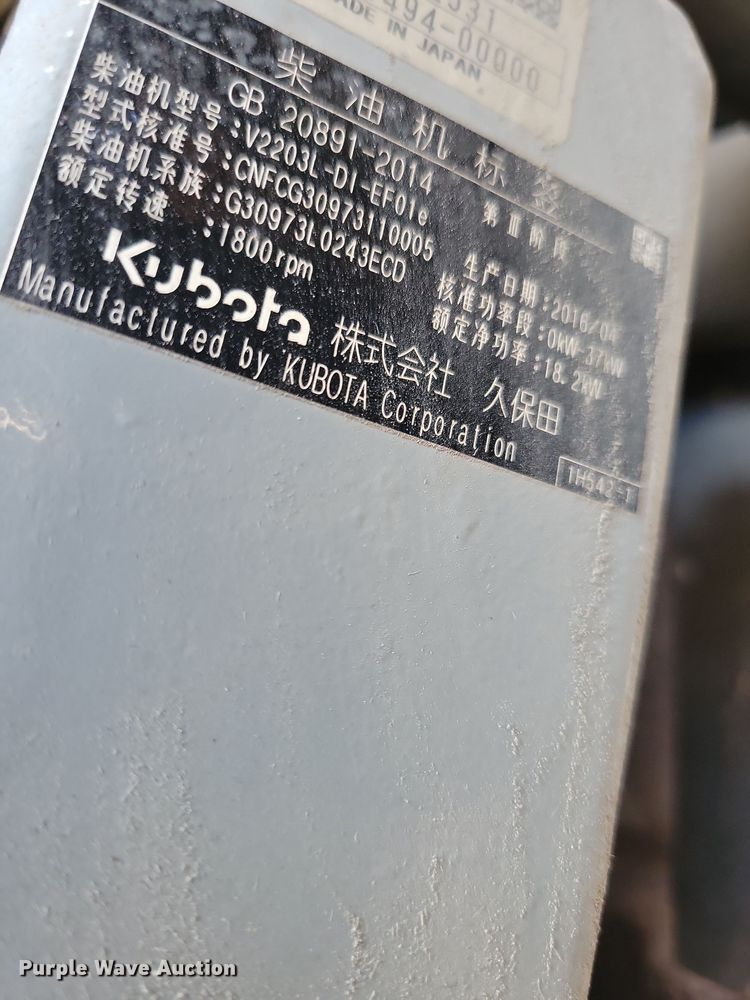 494-00000
MADE IN JAPAN
柴油机标签
GB 20891-2014 第Ⅲ阶段
柴油机型号:V2203L-DI-EF01e
型式核准号:CNFCG30973110005 生产日期:2016/04
柴油机系族:G30973L0243ECD 核准功率段:0kW-37kW
额定转速:1800rpm 额定净功率:18.2kW
Kubota 株式会社 久保田
Manufactured by KUBOTA Corporation
1H542-1
Purple Wave Auction